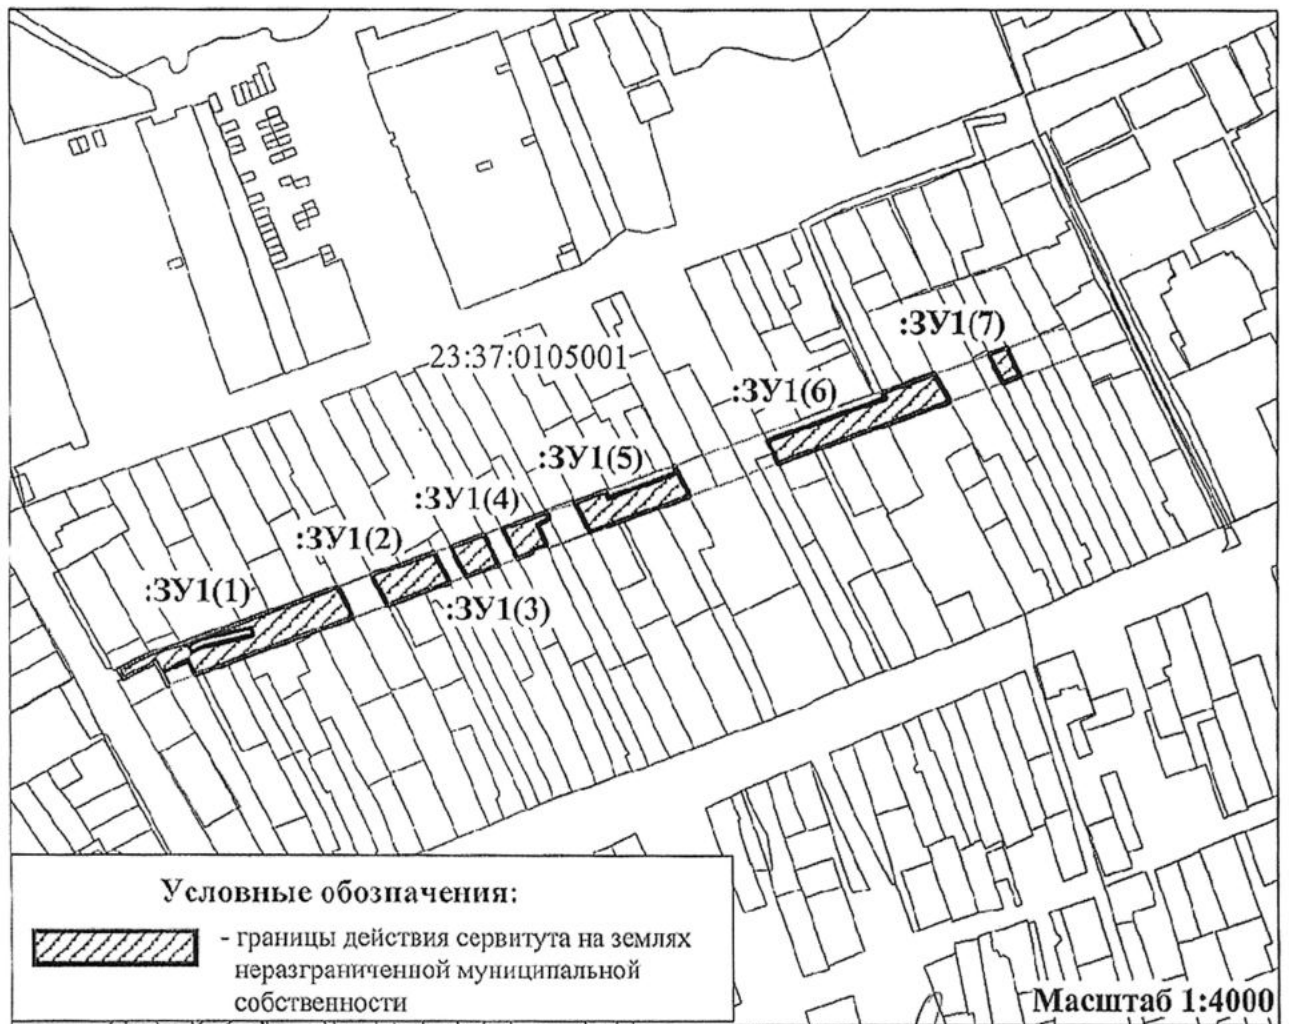 :ЗУ1(7)
23:37:0105001
:ЗУ1(6)
:ЗУ1(5)
:ЗУ1(4)
:ЗУ1(2)
:ЗУ1(1)
:ЗУ1(3)
Условные обозначения:
- границы действия сервитута на землях
неразграниченной муниципальной
собственности
Масштаб 1:4000